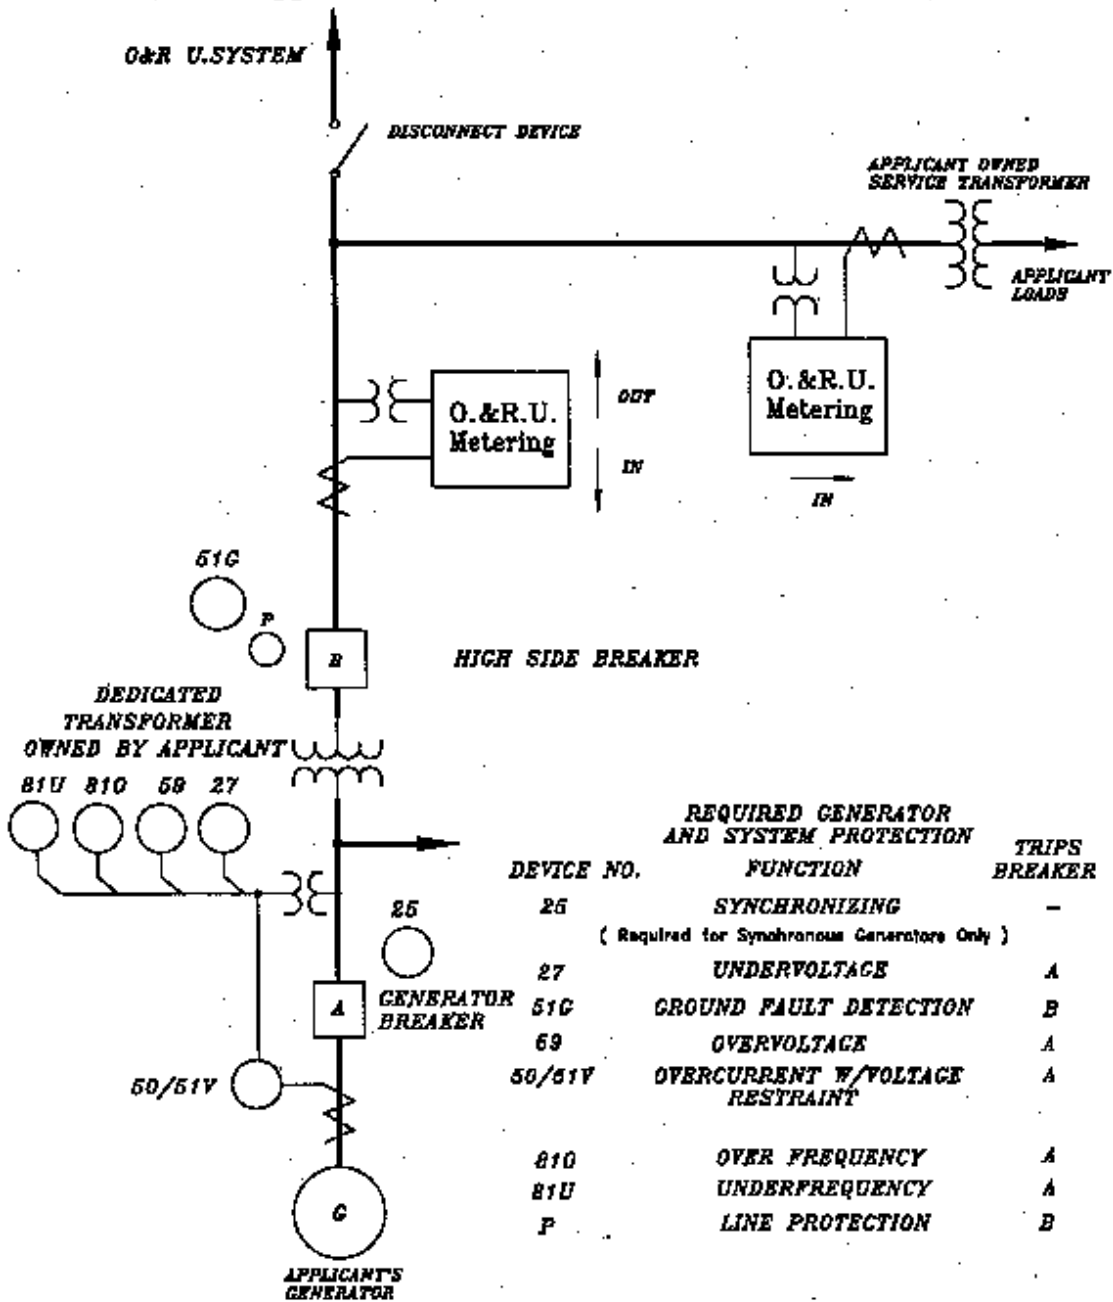 O&R U.SYSTEM
DISCONNECT DEVICE
APPLICANT OWNED
SERVICE TRANSFORMER
APPLICANT
LOADS
O.&R.U.
Metering
OUT
IN
O.&R.U.
Metering
IN
51G
P
B
HIGH SIDE BREAKER
DEDICATED
TRANSFORMER
OWNED BY APPLICANT
81U 81O 59 27
25
A
GENERATOR
BREAKER
50/51V
G
APPLICANT'S
GENERATOR
REQUIRED GENERATOR
AND SYSTEM PROTECTION
DEVICE NO. FUNCTION TRIPS BREAKER
25 SYNCHRONIZING -
( Required for Synchronous Generators Only )
27 UNDERVOLTAGE A
51G GROUND FAULT DETECTION B
59 OVERVOLTAGE A
50/51V OVERCURRENT W/VOLTAGE A
RESTRAINT
81O OVER FREQUENCY A
81U UNDERFREQUENCY A
P LINE PROTECTION B